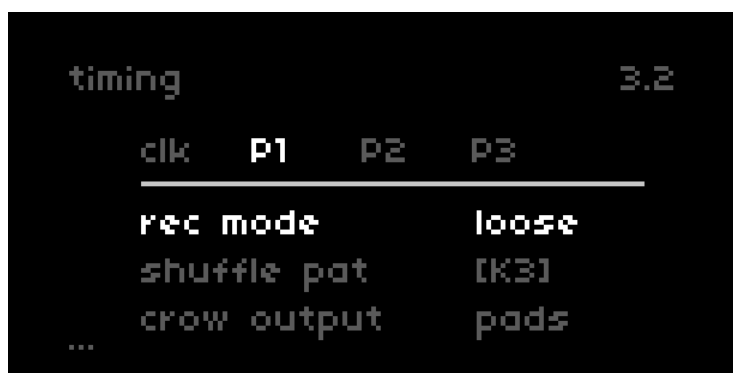 timing 3.2
clk P1 P2 P3
rec mode loose
shuffle pat [K3]
crow output pads
...